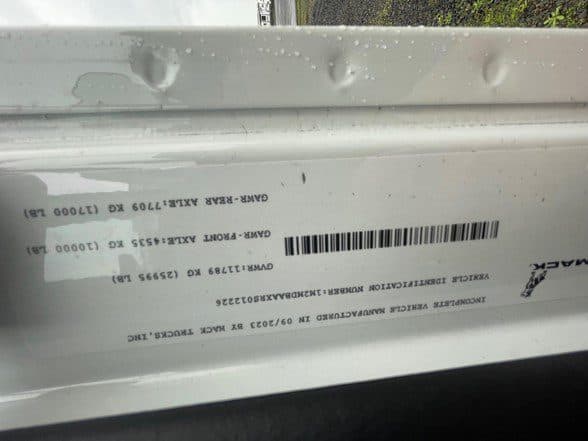 MACK
INCOMPLETE VEHICLE MANUFACTURED IN 09/2023 BY MACK TRUCKS,INC
VEHICLE IDENTIFICATION NUMBER:1M2MDBAAXRS012226
GVWR:11789 KG (25995 LB)
GAWR-FRONT AXLE:4535 KG (10000 LB)
GAWR-REAR AXLE:7709 KG (17000 LB)